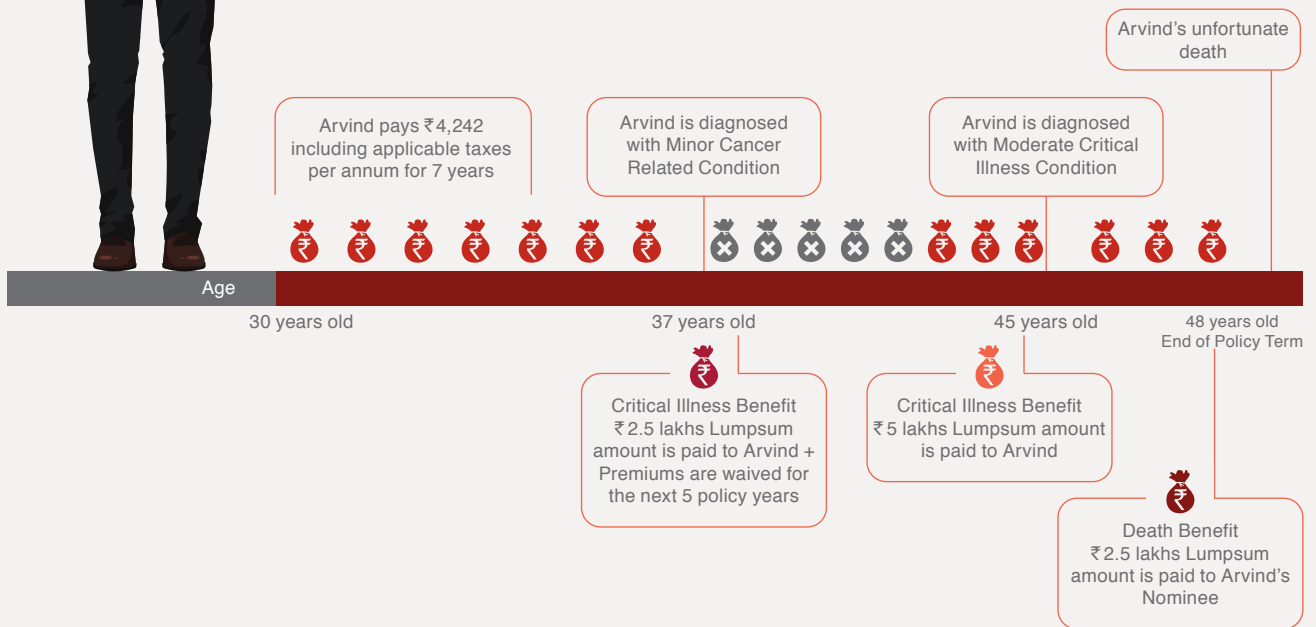 Arvind's unfortunate
death
Arvind pays ₹4,242
including applicable taxes
per annum for 7 years
Arvind is diagnosed
with Minor Cancer
Related Condition
Arvind is diagnosed
with Moderate Critical
Illness Condition
₹ ₹ ₹ ₹ ₹ ₹ ₹ ₹ ₹ ₹ ₹ ₹ ₹
Age
30 years old
37 years old
45 years old
48 years old
End of Policy Term
₹
Critical Illness Benefit
₹2.5 lakhs Lumpsum
amount is paid to Arvind +
Premiums are waived for
the next 5 policy years
₹
Critical Illness Benefit
₹5 lakhs Lumpsum amount
is paid to Arvind
₹
Death Benefit
₹2.5 lakhs Lumpsum
amount is paid to Arvind's
Nominee